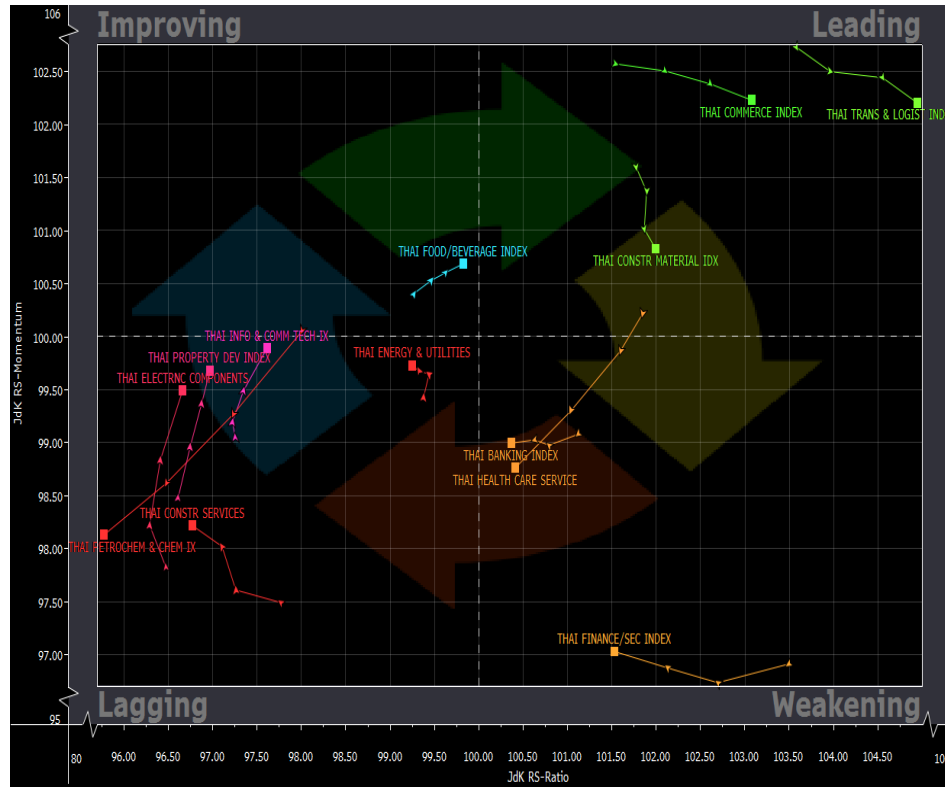 106
Improving
Leading
102.50
102.00
101.50
101.00
100.50
100.00
99.50
99.00
98.50
98.00
97.50
97.00
95
JdK RS-Momentum
THAI COMMERCE INDEX
THAI TRANS & LOGIST IND
THAI CONSTR MATERIAL IDX
THAI FOOD/BEVERAGE INDEX
THAI INFO & COMM TECH IX
THAI ENERGY & UTILITIES
THAI PROPERTY DEV INDEX
THAI ELECTRNC COMPONENTS
THAI BANKING INDEX
THAI HEALTH CARE SERVICE
THAI CONSTR SERVICES
THAI PETROCHEM & CHEM IX
THAI FINANCE/SEC INDEX
Lagging
Weakening
80 96.00 96.50 97.00 97.50 98.00 98.50 99.00 99.50 100.00 100.50 101.00 101.50 102.00 102.50 103.00 103.50 104.00 104.50
JdK RS-Ratio